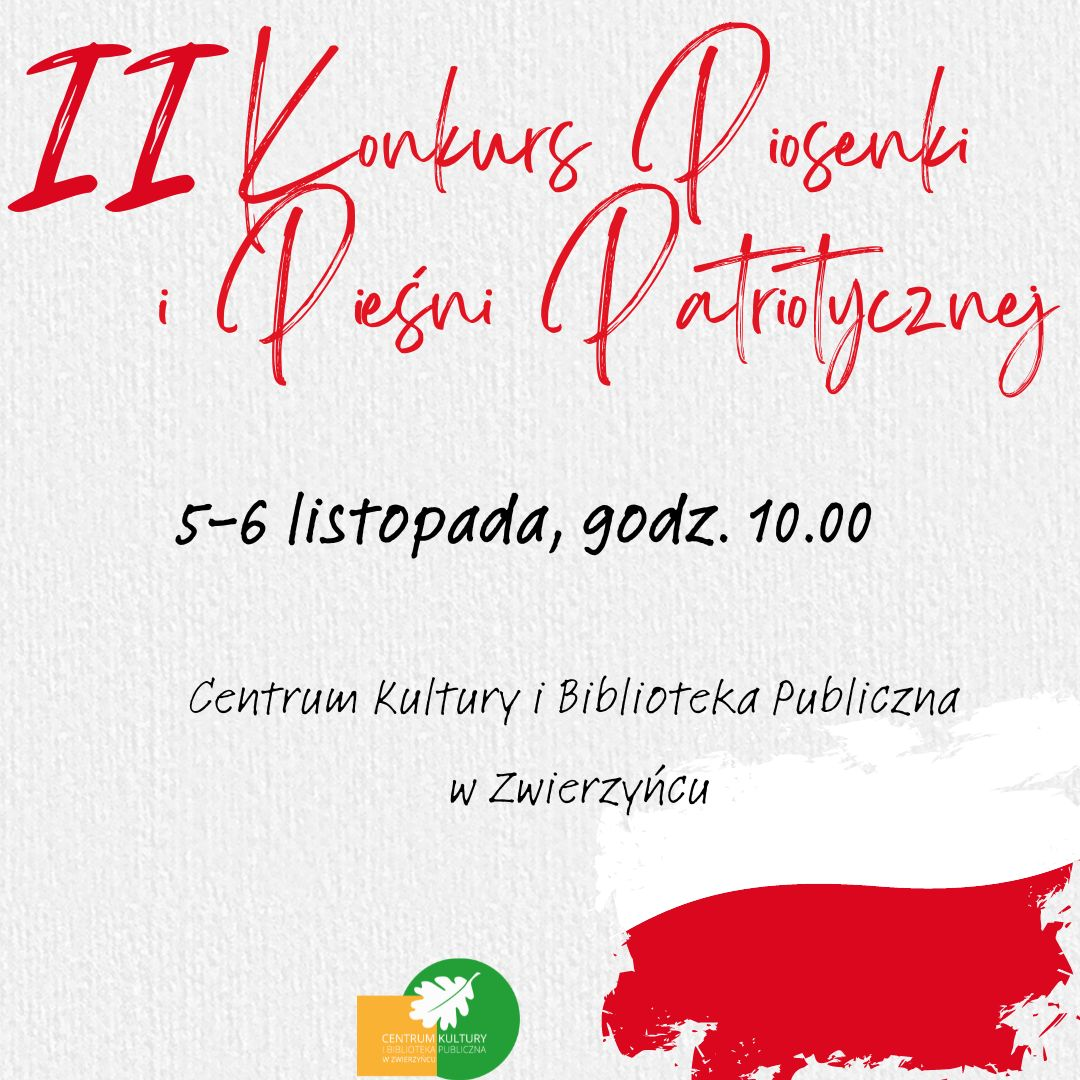 II Konkurs Piosenki
i Pieśni Patriotycznej
5-6 listopada, godz. 10.00
Centrum Kultury i Biblioteka Publiczna
w Zwierzyńcu
CENTRUM KULTURY
I BIBLIOTEKA PUBLICZNA
W ZWIERZYŃCU